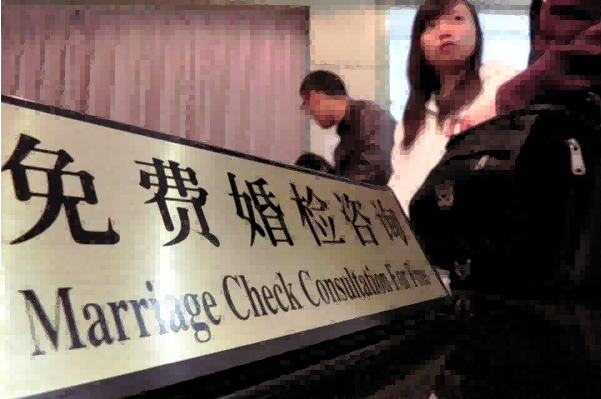 免费婚检咨询
Marriage Check Consultation For Free